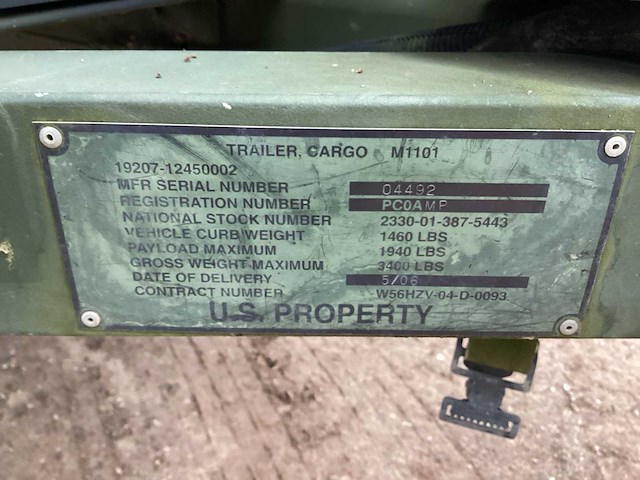 TRAILER, CARGO M1101
19207-12450002
MFR SERIAL NUMBER 04492
REGISTRATION NUMBER PC0AMP
NATIONAL STOCK NUMBER 2330-01-387-5443
VEHICLE CURB WEIGHT 1460 LBS
PAYLOAD MAXIMUM 1940 LBS
GROSS WEIGHT-MAXIMUM 3400 LBS
DATE OF DELIVERY 5/06
CONTRACT NUMBER W56HZV-04-D-0093
U.S. PROPERTY